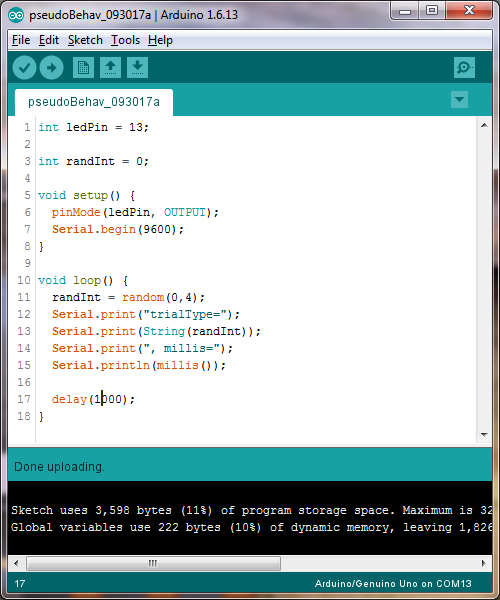 pseudoBehav_093017a | Arduino 1.6.13
File Edit Sketch Tools Help
pseudoBehav_093017a
1 int ledPin = 13;
2
3 int randInt = 0;
4
5 void setup() {
6 pinMode(ledPin, OUTPUT);
7 Serial.begin(9600);
8 }
9
10 void loop() {
11 randInt = random(0,4);
12 Serial.print("trialType=");
13 Serial.print(String(randInt));
14 Serial.print(", millis=");
15 Serial.println(millis());
16
17 delay(1000);
18 }
Done uploading.
Sketch uses 3,598 bytes (11%) of program storage space. Maximum is 32
Global variables use 222 bytes (10%) of dynamic memory, leaving 1,826
17 Arduino/Genuino Uno on COM13